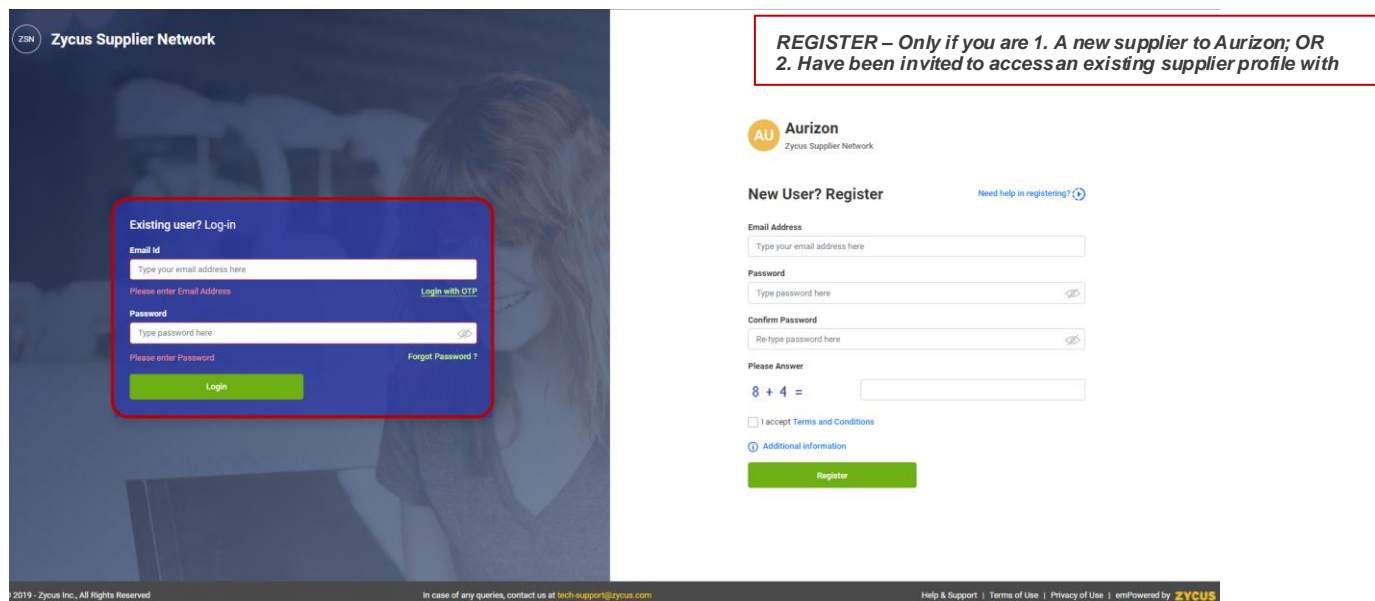 ZSN Zycus Supplier Network
REGISTER – Only if you are 1. A new supplier to Aurizon; OR
2. Have been invited to access an existing supplier profile with
Existing user? Log-in
Email Id
Type your email address here
Please enter Email Address Login with OTP
Password
Type password here
Please enter Password Forgot Password ?
Login
AU Aurizon
Zycus Supplier Network
New User? Register Need help in registering?
Email Address
Type your email address here
Password
Type password here
Confirm Password
Re-type password here
Please Answer
8 + 4 =
I accept Terms and Conditions
Additional information
Register
2019 - Zycus Inc., All Rights Reserved In case of any queries, contact us at tech-support@zycus.com Help & Support | Terms of Use | Privacy of Use | emPowered by ZYCUS